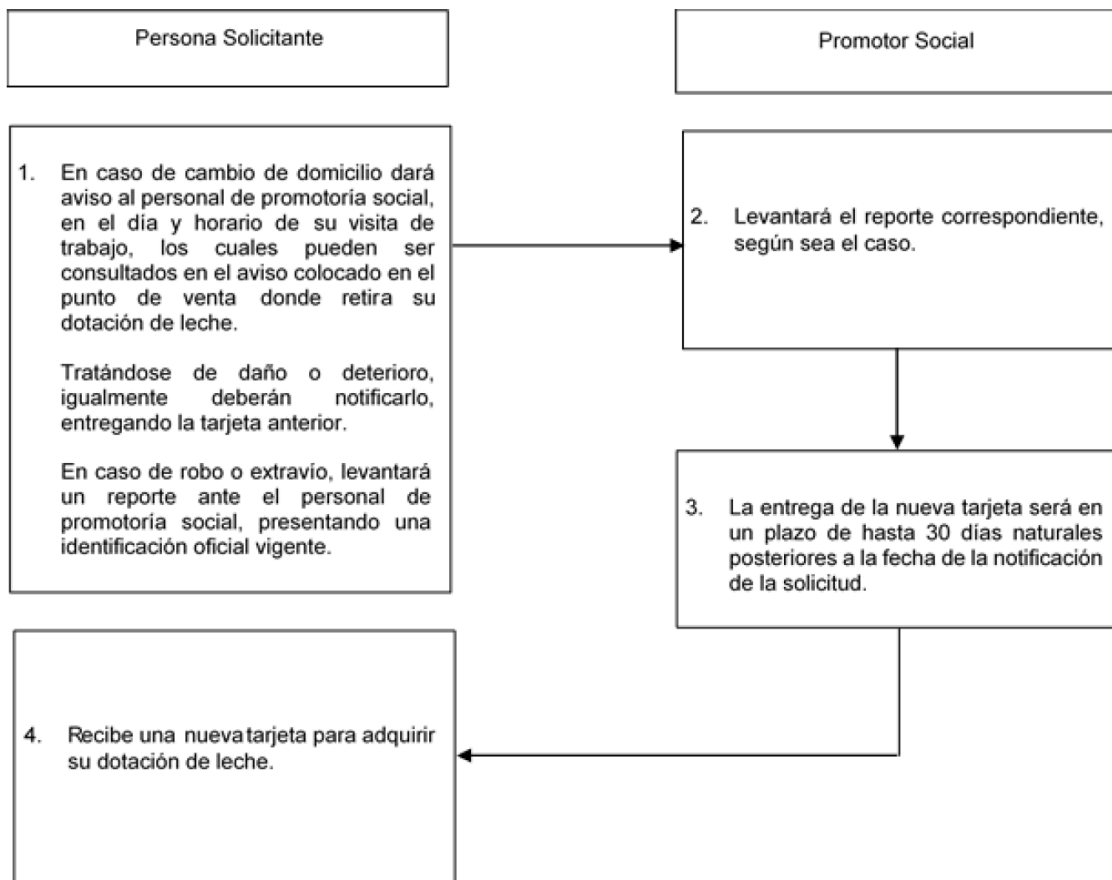 Persona Solicitante
Promotor Social
1. En caso de cambio de domicilio dará
aviso al personal de promotoría social,
en el día y horario de su visita de
trabajo, los cuales pueden ser
consultados en el aviso colocado en el
punto de venta donde retira su
dotación de leche.
Tratándose de daño o deterioro,
igualmente deberán notificarlo,
entregando la tarjeta anterior.
En caso de robo o extravío, levantará
un reporte ante el personal de
promotoría social, presentando una
identificación oficial vigente.
2. Levantará el reporte correspondiente,
según sea el caso.
3. La entrega de la nueva tarjeta será en
un plazo de hasta 30 días naturales
posteriores a la fecha de la notificación
de la solicitud.
4. Recibe una nueva tarjeta para adquirir
su dotación de leche.